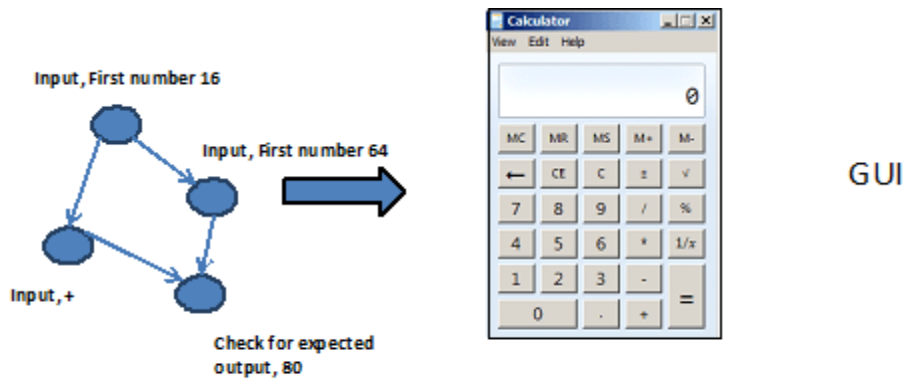 Calculator
View Edit Help
0
MC MR MS M+ M-
← CE C ± √
7 8 9 / %
4 5 6 * 1/x
1 2 3 - =
0 . +
Input, First number 16
Input, First number 64
Input, +
Check for expected
output, 80
GUI